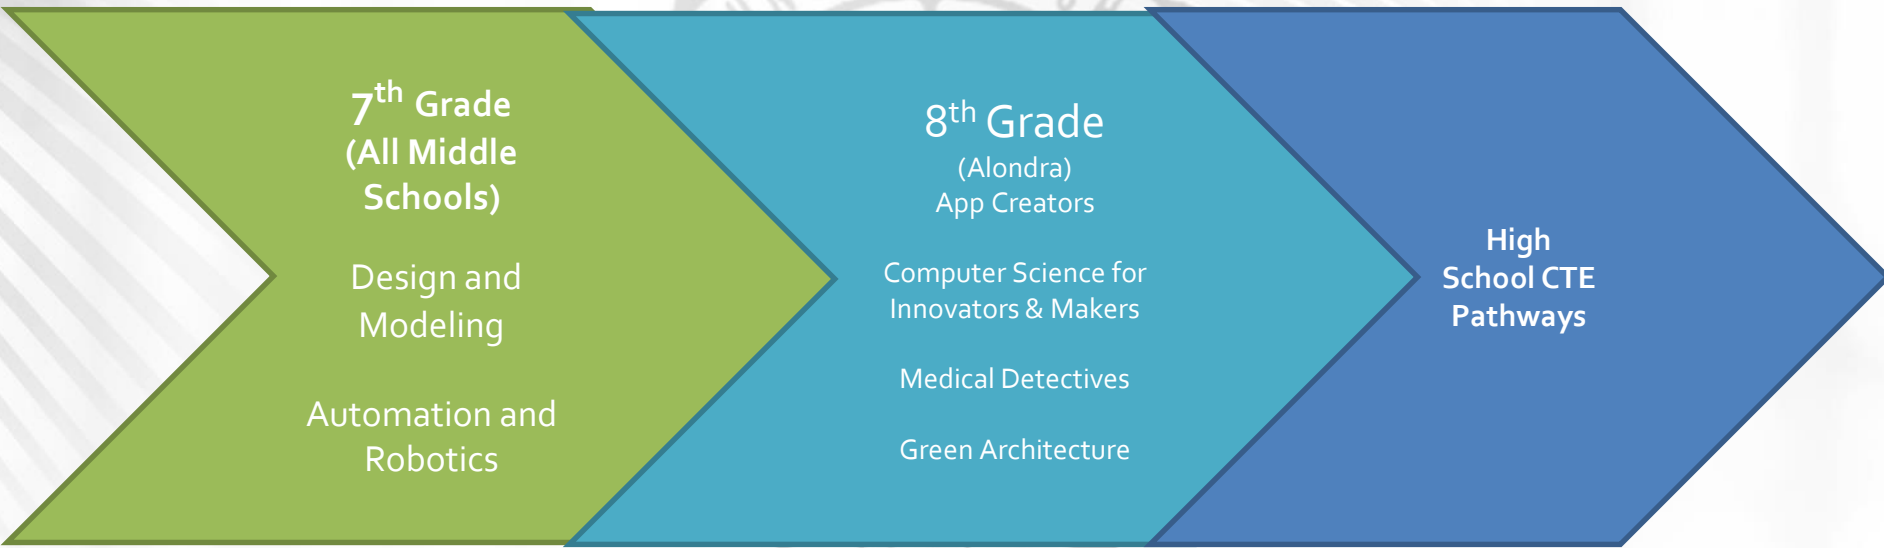 7th Grade
(All Middle
Schools)
Design and
Modeling
Automation and
Robotics
8th Grade
(Alondra)
App Creators
Computer Science for
Innovators & Makers
Medical Detectives
Green Architecture
High
School CTE
Pathways